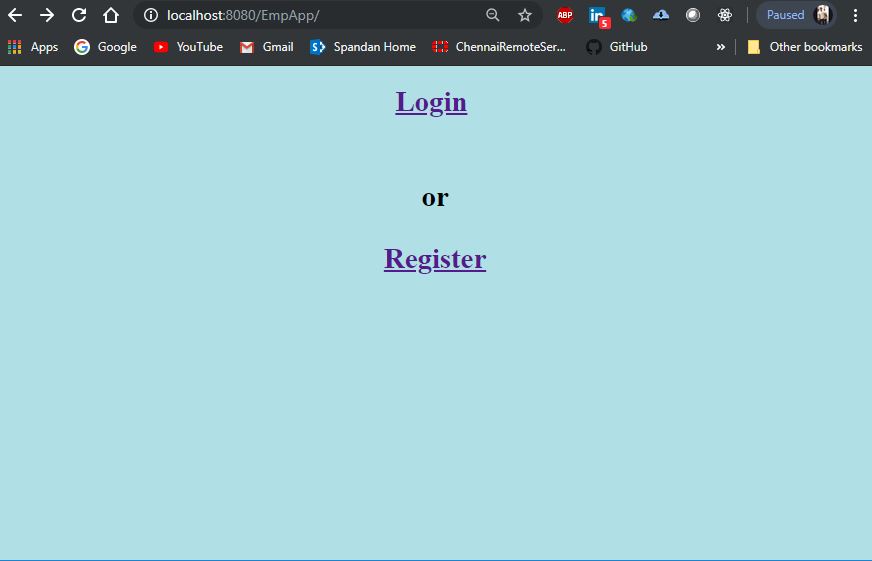 localhost:8080/EmpApp/
ABP
in
5
Paused
Apps Google YouTube Gmail Spandan Home ChennaiRemoteSer... GitHub » Other bookmarks
Login
or
Register